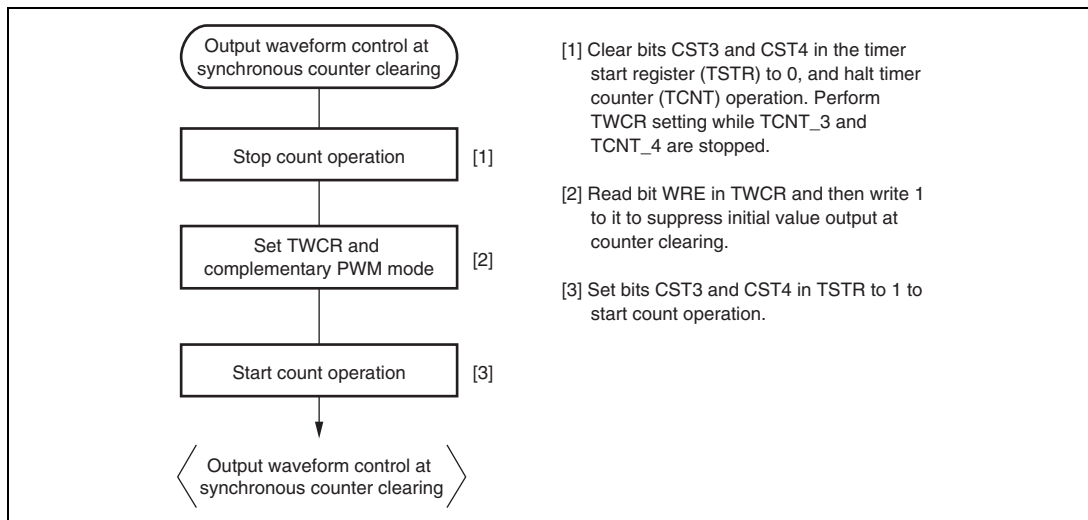 Output waveform control at
synchronous counter clearing
Stop count operation
[1]
Set TWCR and
complementary PWM mode
[2]
Start count operation
[3]
Output waveform control at
synchronous counter clearing
[1] Clear bits CST3 and CST4 in the timer
start register (TSTR) to 0, and halt timer
counter (TCNT) operation. Perform
TWCR setting while TCNT_3 and
TCNT_4 are stopped.
[2] Read bit WRE in TWCR and then write 1
to it to suppress initial value output at
counter clearing.
[3] Set bits CST3 and CST4 in TSTR to 1 to
start count operation.